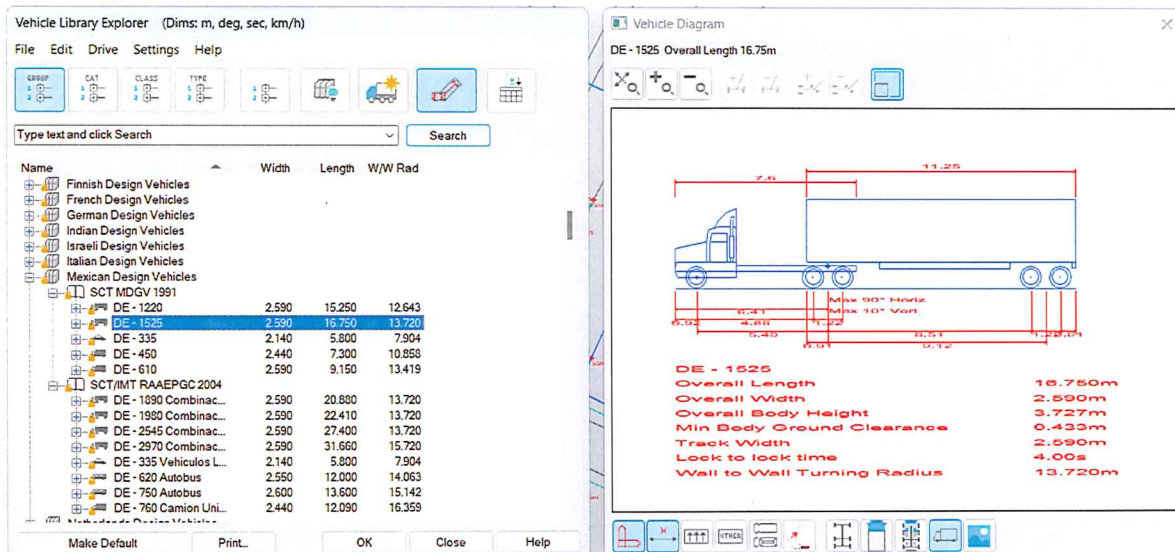 Vehicle Library Explorer (Dims: m, deg, sec, km/h)
File Edit Drive Settings Help
GROUP CAT CLASS TYPE
Type text and click Search
Search
Name Width Length W/W Rad
Finnish Design Vehicles
French Design Vehicles
German Design Vehicles
Indian Design Vehicles
Israeli Design Vehicles
Italian Design Vehicles
Mexican Design Vehicles
SCT MDGV 1991
DE - 1220 2.590 15.250 12.643
DE - 1525 2.590 16.750 13.720
DE - 335 2.140 5.800 7.904
DE - 450 2.440 7.300 10.858
DE - 610 2.590 9.150 13.419
SCT/IMT RAAEPGC 2004
DE - 1890 Combinac... 2.590 20.880 13.720
DE - 1980 Combinac... 2.590 22.410 13.720
DE - 2545 Combinac... 2.590 27.400 13.720
DE - 2970 Combinac... 2.590 31.660 15.720
DE - 335 Vehiculos L... 2.140 5.800 7.904
DE - 620 Autobus 2.550 12.000 14.063
DE - 750 Autobus 2.600 13.600 15.142
DE - 760 Camion Uni... 2.440 12.090 16.359
Netherlands Design Vehicles
Make Default Print... OK Close Help
Vehicle Diagram
DE - 1525 Overall Length 16.75m
11.25
7.6
Max 90° Horiz
Max 10° Vert
6.41
0.92 4.88 1.22 8.51
5.49 0.91 9.12
DE - 1525
Overall Length 16.750m
Overall Width 2.590m
Overall Body Height 3.727m
Min Body Ground Clearance 0.433m
Track Width 2.590m
Lock to lock time 4.00s
Wall to Wall Turning Radius 13.720m
OTHER